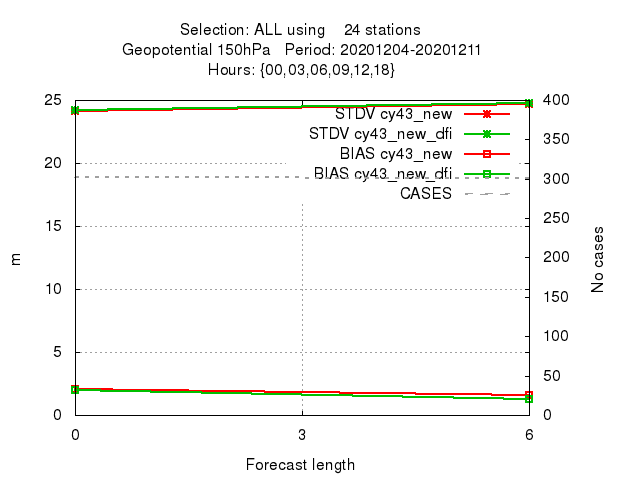 Selection: ALL using 24 stations
Geopotential 150hPa Period: 20201204-20201211
Hours: {00,03,06,09,12,18}
25
20
15
10
5
0
m
400
350
300
250
200
150
100
50
0
No cases
STDV cy43_new
STDV cy43_new_dfi
BIAS cy43_new
BIAS cy43_new_dfi
CASES
0
3
6
Forecast length